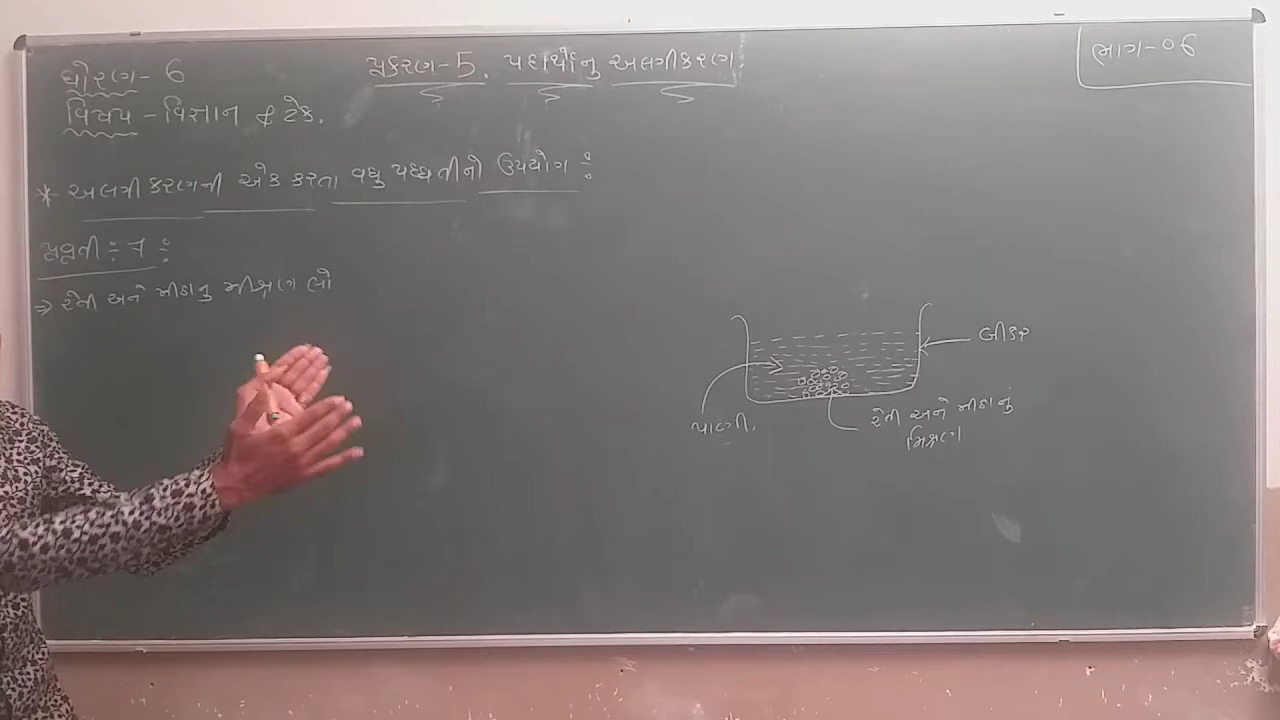 ધોરણ - 6
પ્રકરણ - 5. પદાર્થોનુ અલગીકરણ:
ભાગ - 06
વિષય - વિજ્ઞાન & ટેક.
* અલગીકરણની એક કરતા વધુ પધ્ધતીનો ઉપયોગ ÷
પ્રવૃતી ÷ 7 ÷
⇒ રેતી અને મીઠાનુ મીશ્રણ લો
બીકર
પાણી.
રેતી અને મીઠાનું
મિશ્રણ